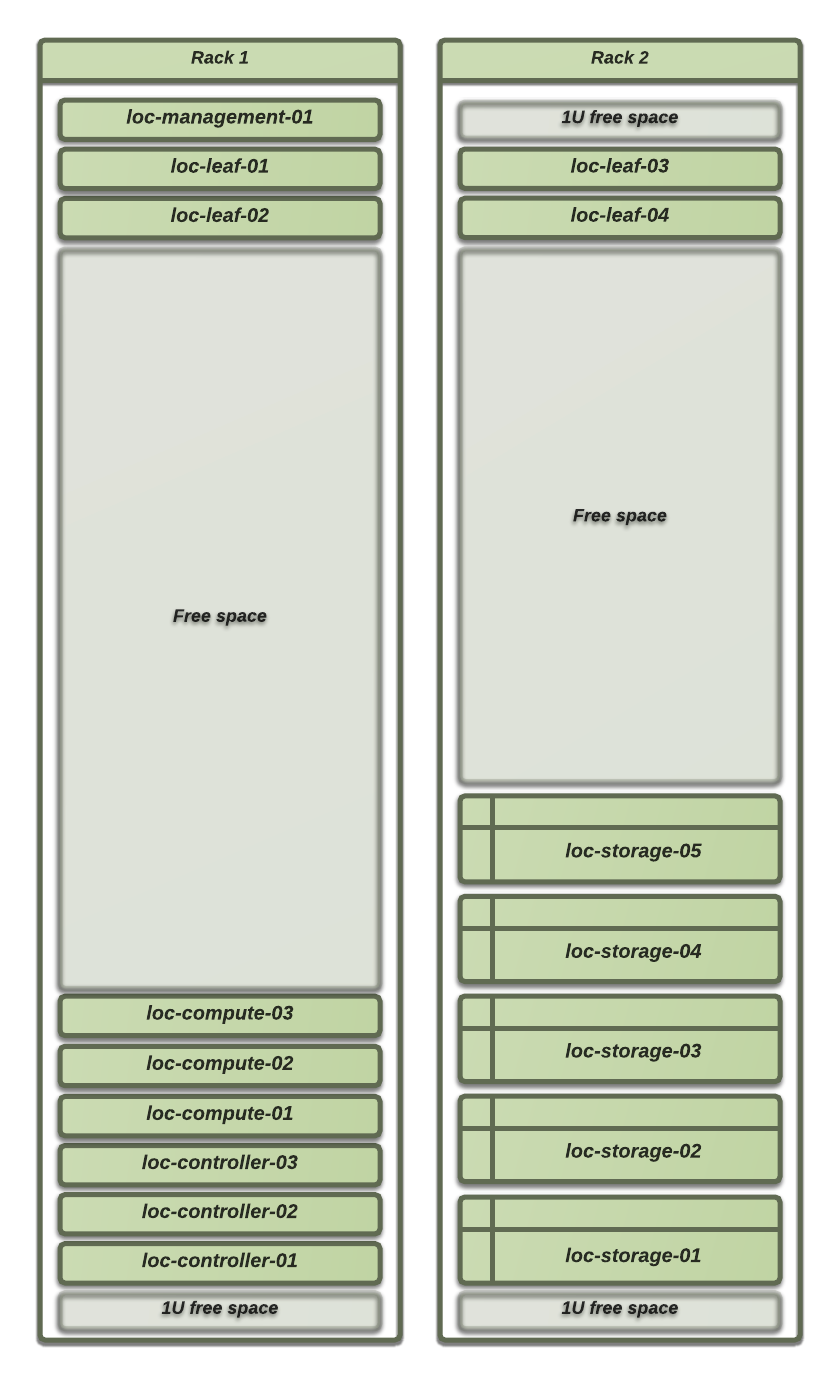 Rack 1
loc-management-01
loc-leaf-01
loc-leaf-02
Free space
loc-compute-03
loc-compute-02
loc-compute-01
loc-controller-03
loc-controller-02
loc-controller-01
1U free space
Rack 2
1U free space
loc-leaf-03
loc-leaf-04
Free space
loc-storage-05
loc-storage-04
loc-storage-03
loc-storage-02
loc-storage-01
1U free space